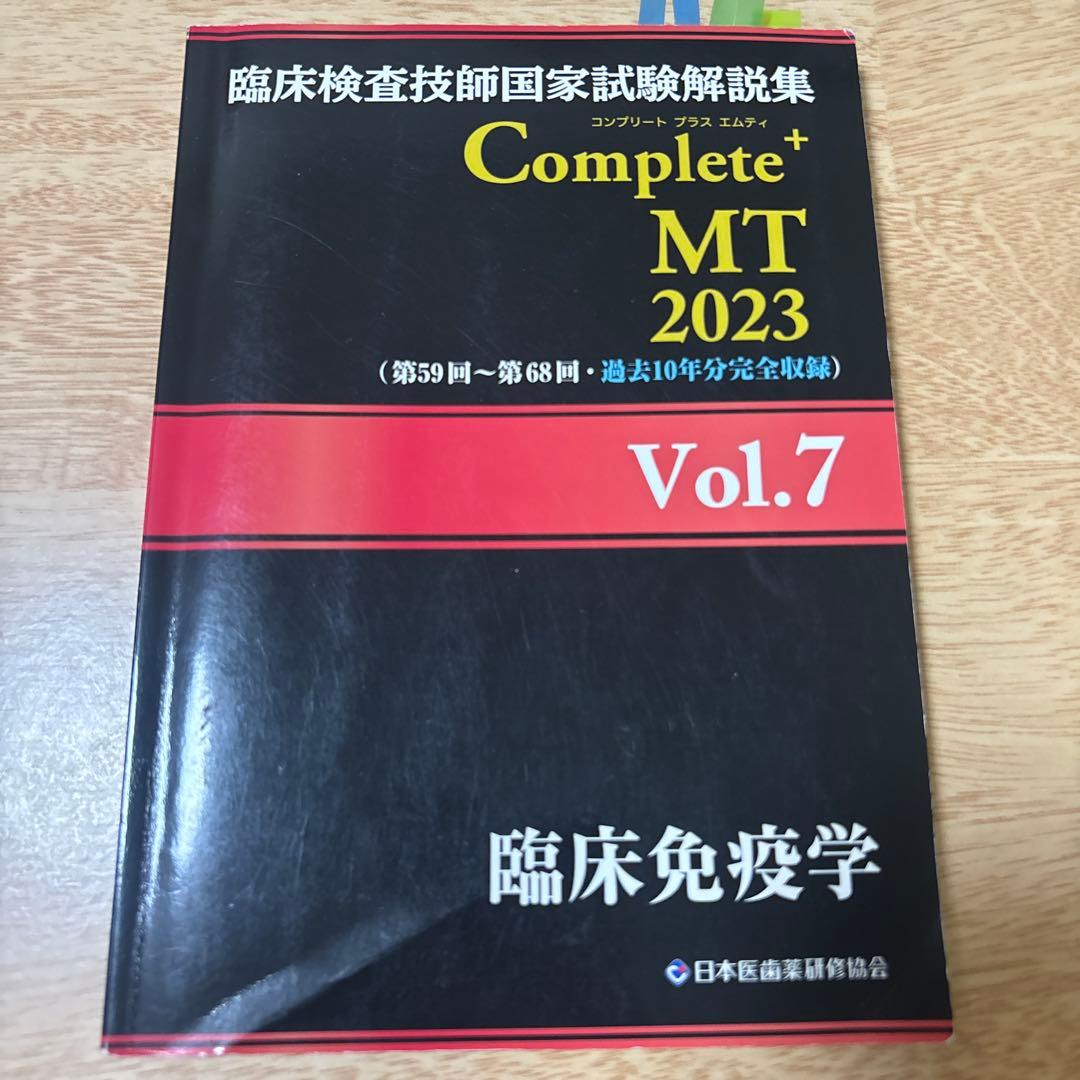 臨床検査技師国家試験解説集
コンプリート プラス エムティ
Complete+
MT
2023
(第59回～第68回・過去10年分完全収録)
Vol.7
臨床免疫学
日本医歯薬研修協会